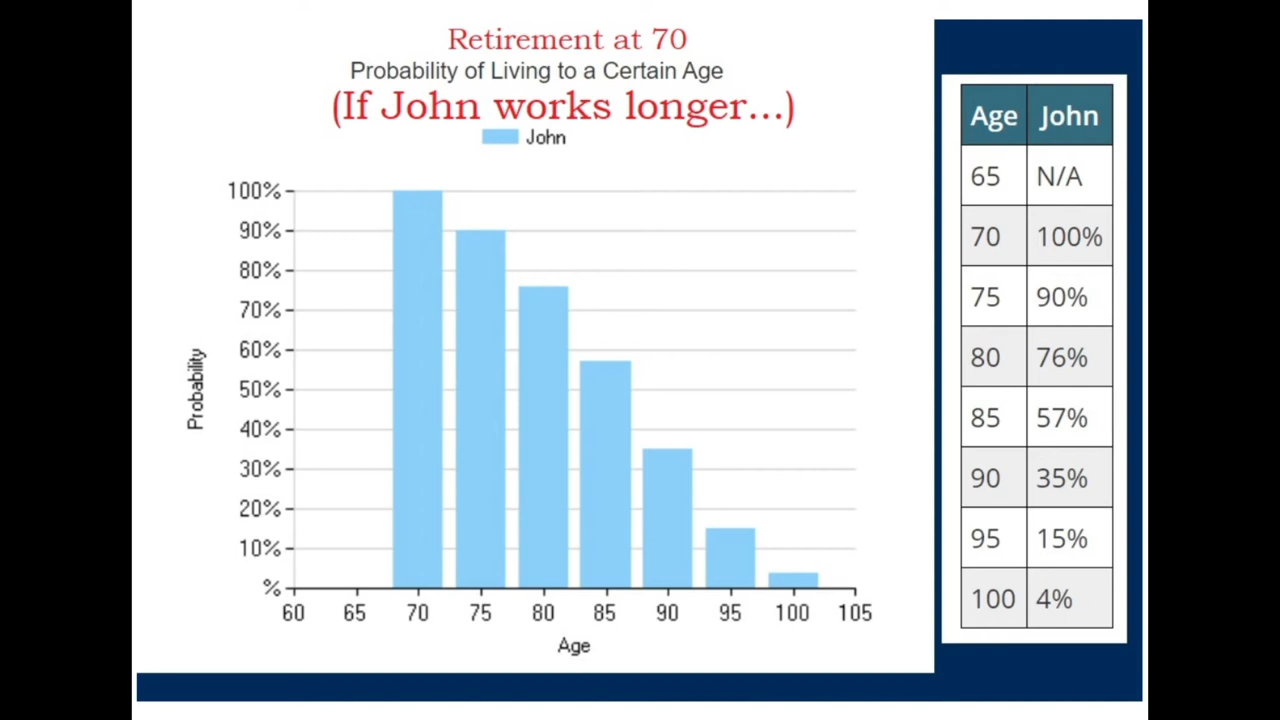 Retirement at 70
Probability of Living to a Certain Age
(If John works longer...)
John
100%
90%
80%
70%
60%
50%
40%
30%
20%
10%
%
Probability
60 65 70 75 80 85 90 95 100 105
Age
Age John
65 N/A
70 100%
75 90%
80 76%
85 57%
90 35%
95 15%
100 4%